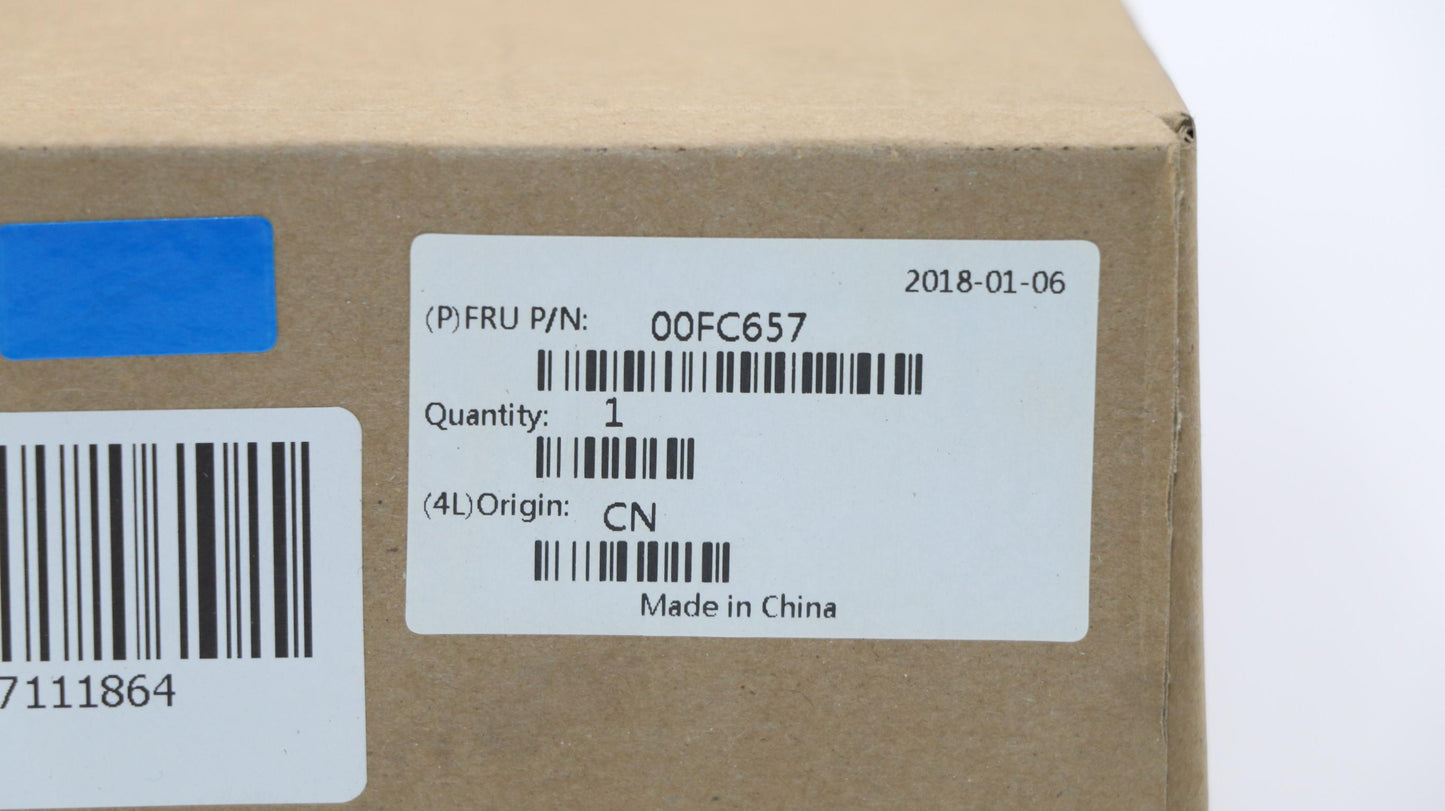 2018-01-06
(P)FRU P/N: 00FC657
Quantity: 1
(4L)Origin: CN
Made in China
7111864